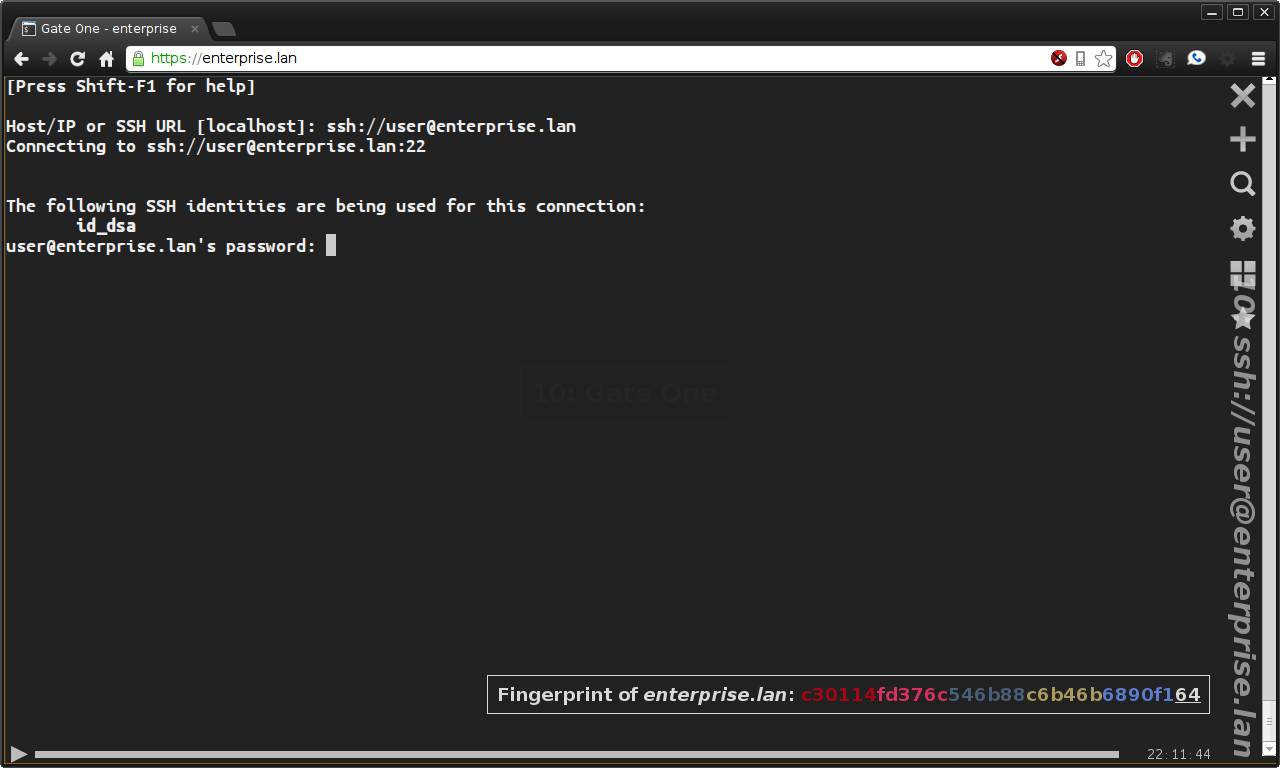 Gate One - enterprise
https://enterprise.lan
[Press Shift-F1 for help]
Host/IP or SSH URL [localhost]: ssh://user@enterprise.lan
Connecting to ssh://user@enterprise.lan:22
The following SSH identities are being used for this connection:
id_dsa
user@enterprise.lan's password:
10: Gate One
10: ssh://user@enterprise.lan
Fingerprint of enterprise.lan: c30114fd376c546b88c6b46b6890f164
22:11:44